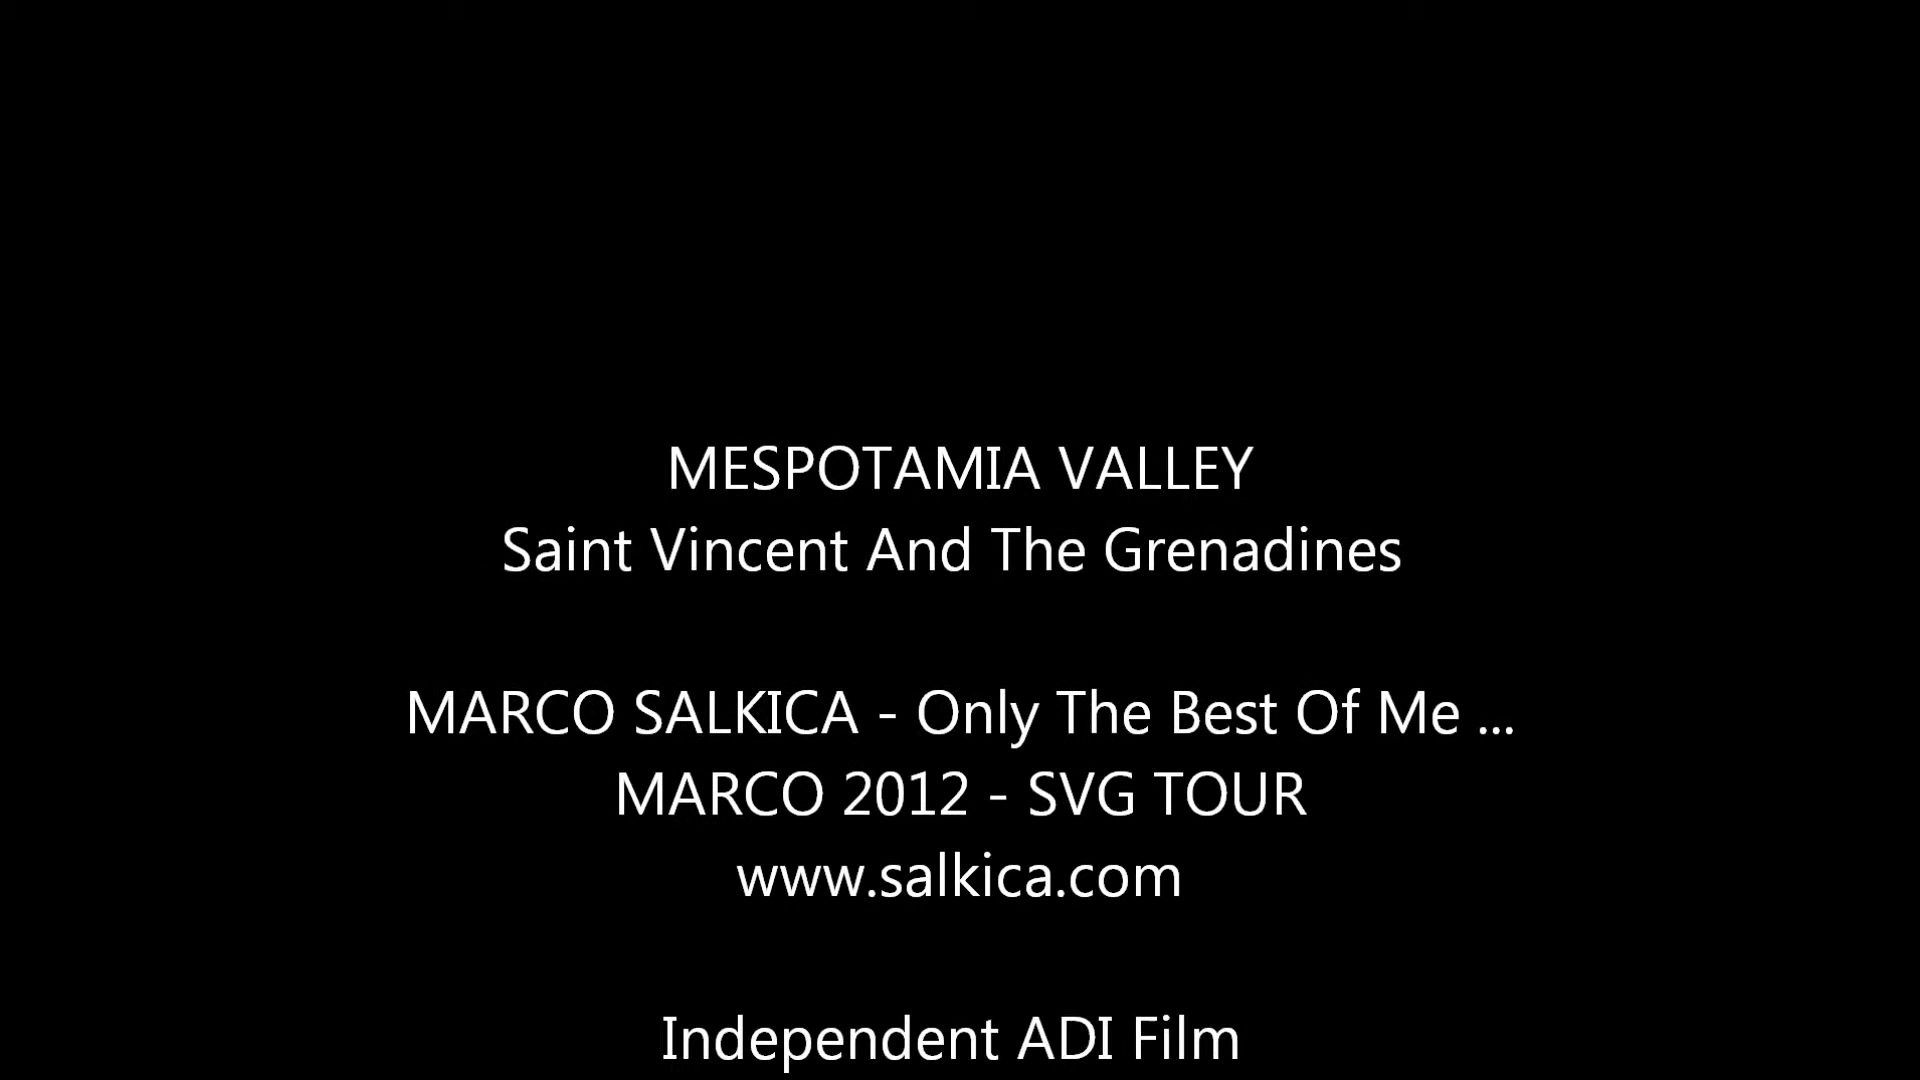 MESPOTAMIA VALLEY
Saint Vincent And The Grenadines
MARCO SALKICA - Only The Best Of Me ...
MARCO 2012 - SVG TOUR
www.salkica.com
Independent ADI Film